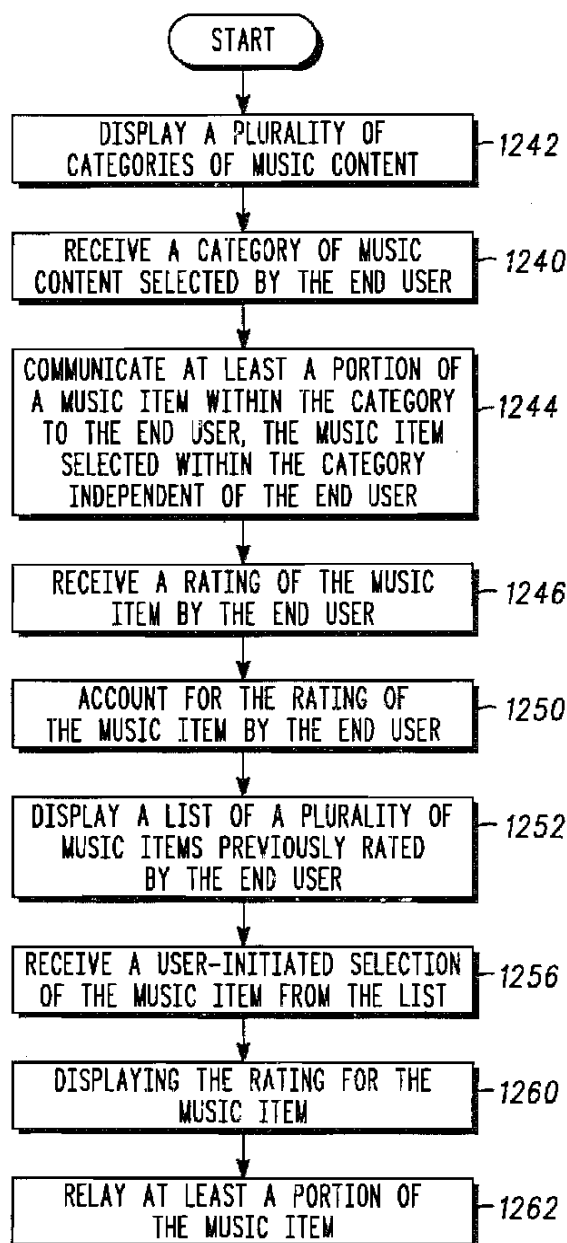 START
DISPLAY A PLURALITY OF
CATEGORIES OF MUSIC CONTENT
1242
RECEIVE A CATEGORY OF MUSIC
CONTENT SELECTED BY THE END USER
1240
COMMUNICATE AT LEAST A PORTION OF
A MUSIC ITEM WITHIN THE CATEGORY
TO THE END USER, THE MUSIC ITEM
SELECTED WITHIN THE CATEGORY
INDEPENDENT OF THE END USER
1244
RECEIVE A RATING OF THE MUSIC
ITEM BY THE END USER
1246
ACCOUNT FOR THE RATING OF
THE MUSIC ITEM BY THE END USER
1250
DISPLAY A LIST OF A PLURALITY OF
MUSIC ITEMS PREVIOUSLY RATED
BY THE END USER
1252
RECEIVE A USER-INITIATED SELECTION
OF THE MUSIC ITEM FROM THE LIST
1256
DISPLAYING THE RATING FOR THE
MUSIC ITEM
1260
RELAY AT LEAST A PORTION OF
THE MUSIC ITEM
1262